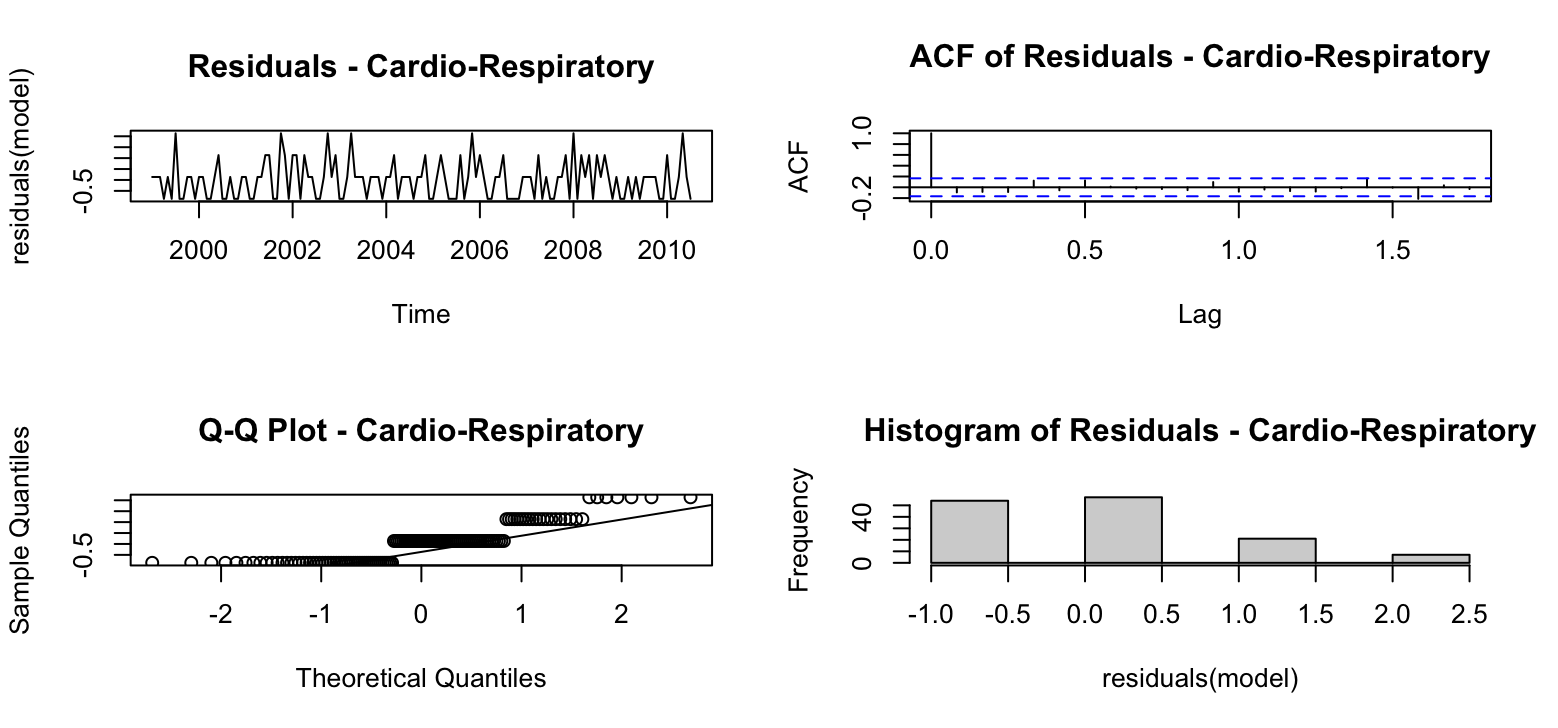 Residuals - Cardio-Respiratory
residuals(model)
-0.5
2000 2002 2004 2006 2008 2010
Time
ACF of Residuals - Cardio-Respiratory
ACF
1.0
-0.2
0.0 0.5 1.0 1.5
Lag
Q-Q Plot - Cardio-Respiratory
Sample Quantiles
-0.5
-2 -1 0 1 2
Theoretical Quantiles
Histogram of Residuals - Cardio-Respiratory
Frequency
40
0
-1.0 -0.5 0.0 0.5 1.0 1.5 2.0 2.5
residuals(model)